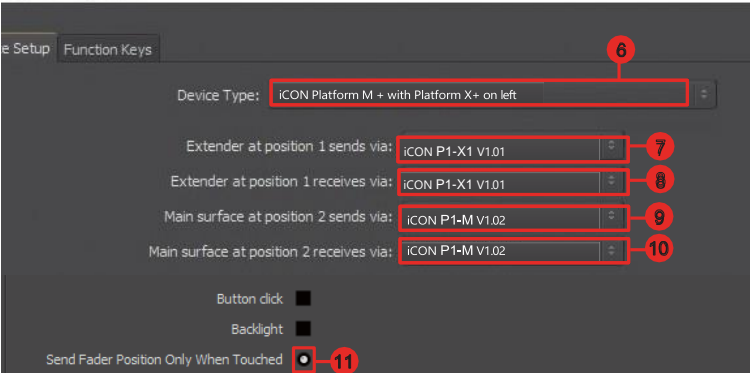 e Setup Function Keys
6
Device Type: iCON Platform M + with Platform X+ on left
Extender at position 1 sends via: iCON P1-X1 V1.01 7
Extender at position 1 receives via: iCON P1-X1 V1.01 8
Main surface at position 2 sends via: iCON P1-M V1.02 9
Main surface at position 2 receives via: iCON P1-M V1.02 10
Button click
Backlight
Send Fader Position Only When Touched 11